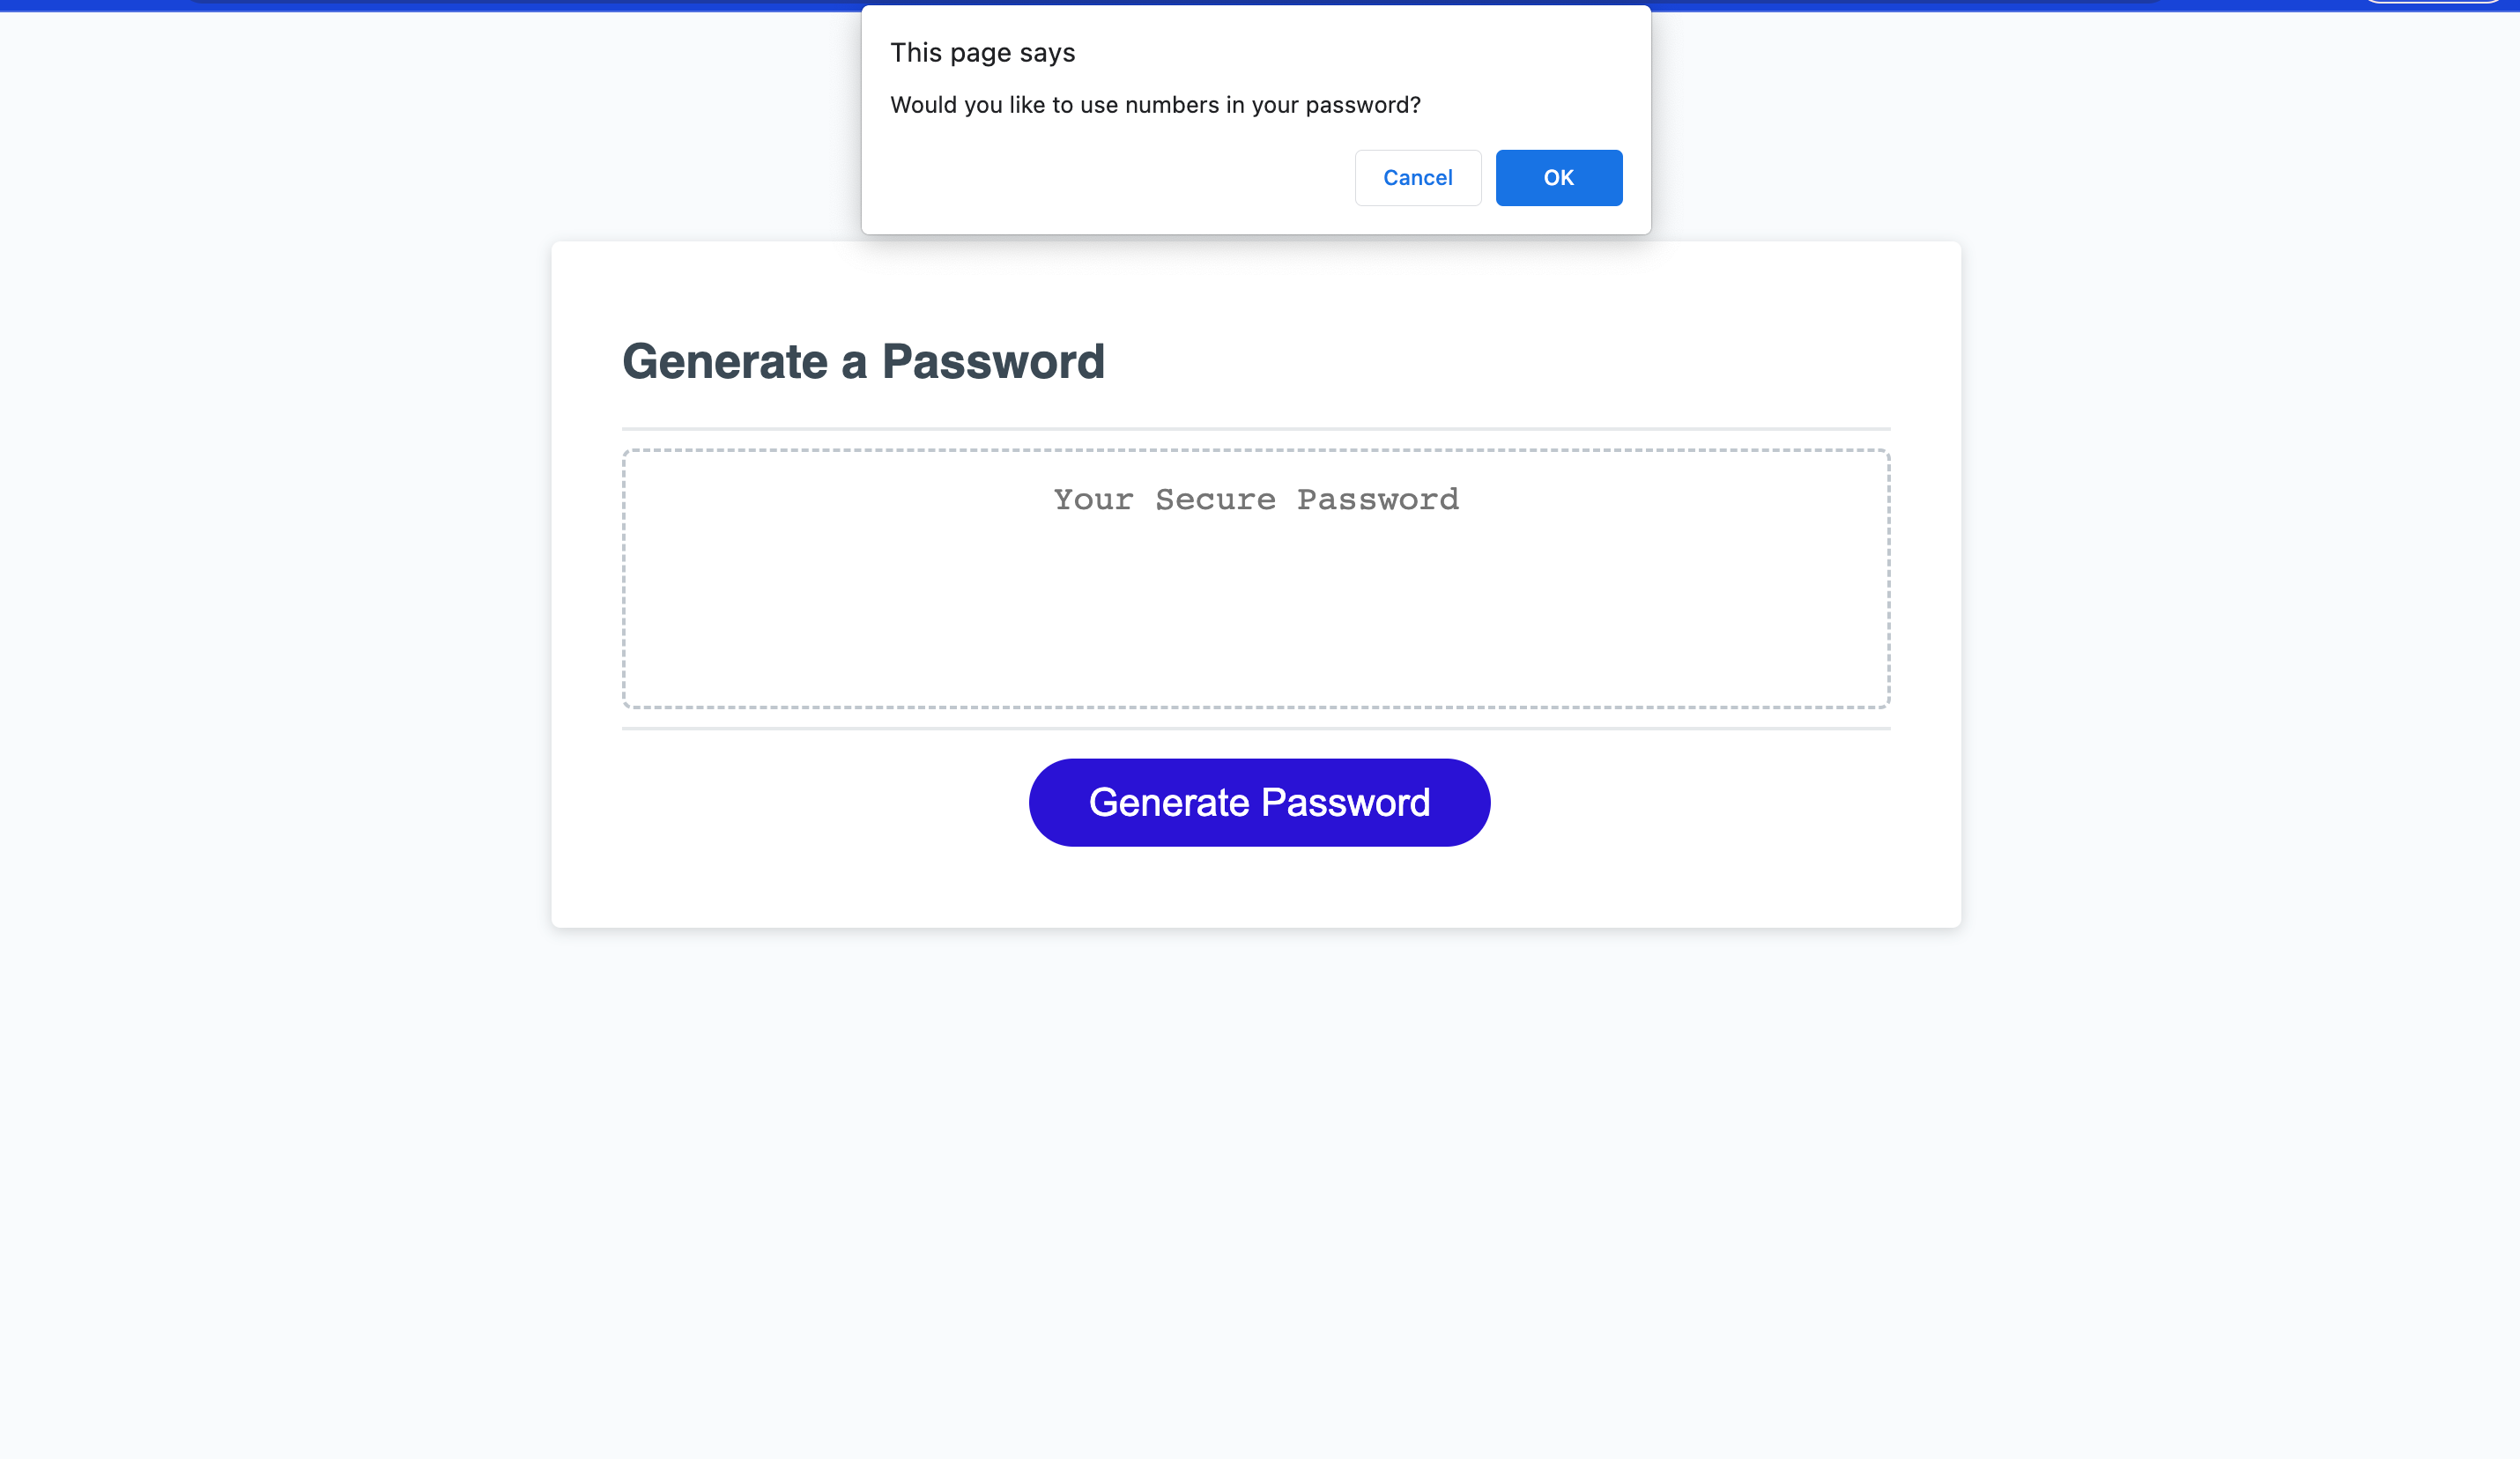 This page says
Would you like to use numbers in your password?
Cancel OK
Generate a Password
Your Secure Password
Generate Password